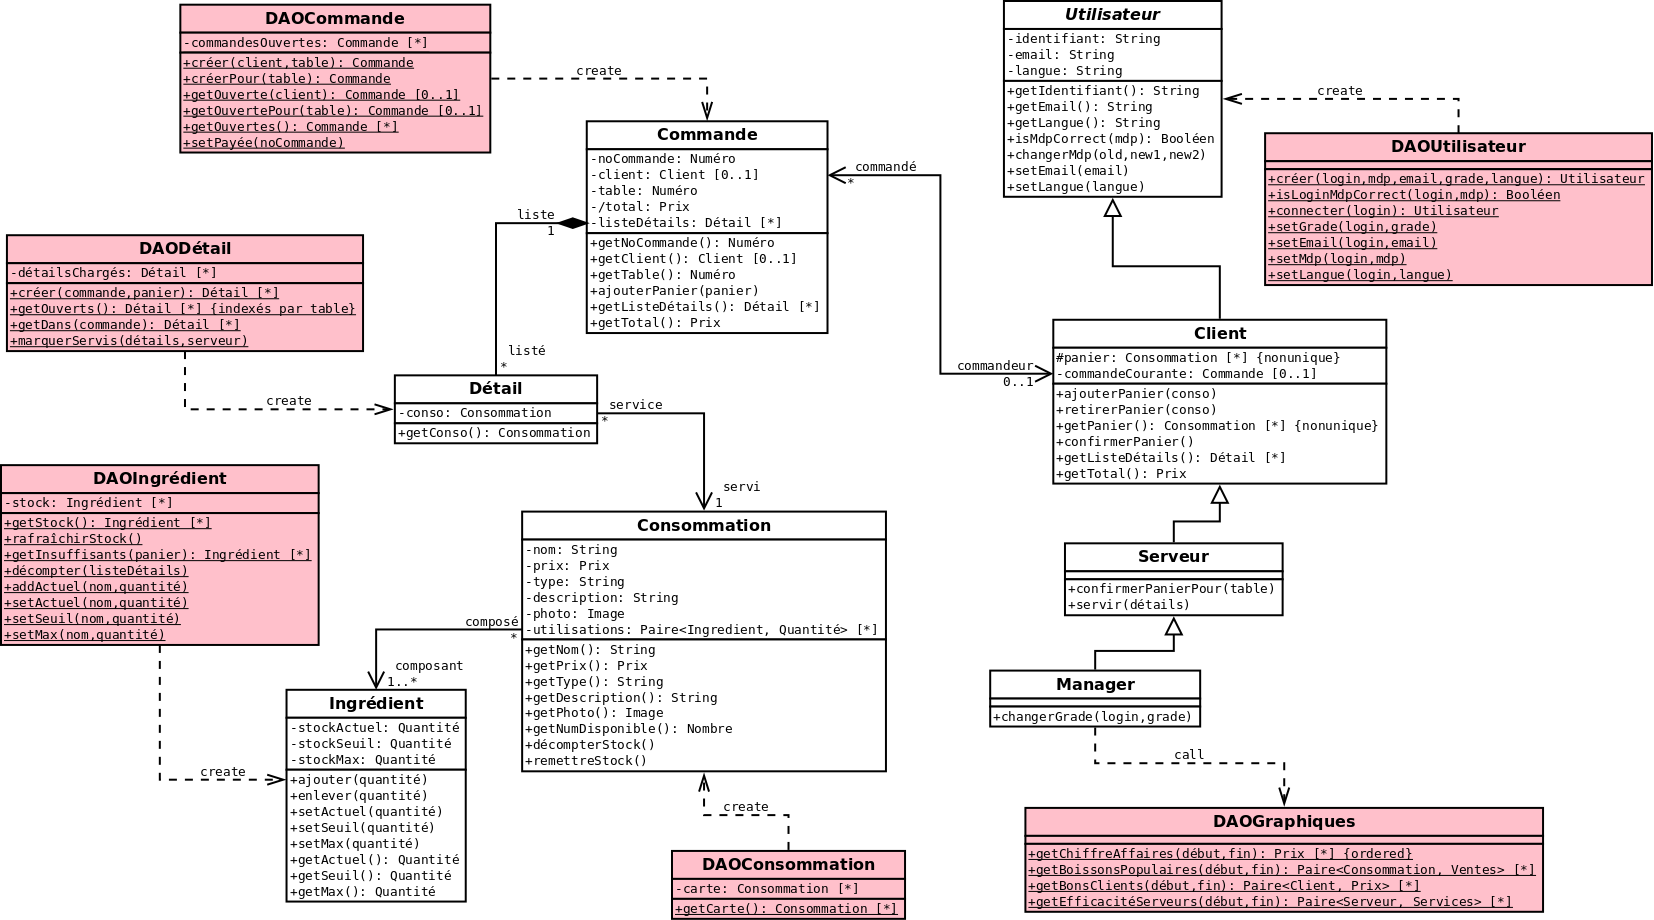 DAOCommande
-commandesOuvertes: Commande [*]
+créer(client,table): Commande
+créerPour(table): Commande
+getOuverte(client): Commande [0..1]
+getOuvertePour(table): Commande [0..1]
+getOuvertes(): Commande [*]
+setPayée(noCommande)
create
Commande
-noCommande: Numéro
-client: Client [0..1]
-table: Numéro
-/total: Prix
-listeDétails: Détail [*]
+getNoCommande(): Numéro
+getClient(): Client [0..1]
+getTable(): Numéro
+ajouterPanier(panier)
+getListeDétails(): Détail [*]
+getTotal(): Prix
Utilisateur
-identifiant: String
-email: String
-langue: String
+getIdentifiant(): String
+getEmail(): String
+getLangue(): String
+isMdpCorrect(mdp): Booléen
+changerMdp(old,new1,new2)
+setEmail(email)
+setLangue(langue)
create
DAOUtilisateur
+créer(login,mdp,email,grade,langue): Utilisateur
+isLoginMdpCorrect(login,mdp): Booléen
+connecter(login): Utilisateur
+setGrade(login,grade)
+setEmail(login,email)
+setMdp(login,mdp)
+setLangue(login,langue)
commandé
*
liste
1
DAODétail
-détailsChargés: Détail [*]
+créer(commande,panier): Détail [*]
+getOuverts(): Détail [*] {indexés par table}
+getDans(commande): Détail [*]
+marquerServis(détails,serveur)
create
listé
*
Détail
-conso: Consommation
+getConso(): Consommation
service
*
commandeur
0..1
Client
#panier: Consommation [*] {nonunique}
-commandeCourante: Commande [0..1]
+ajouterPanier(conso)
+retirerPanier(conso)
+getPanier(): Consommation [*] {nonunique}
+confirmerPanier()
+getListeDétails(): Détail [*]
+getTotal(): Prix
DAOIngrédient
-stock: Ingrédient [*]
+getStock(): Ingrédient [*]
+rafraîchirStock()
+getInsuffisants(panier): Ingrédient [*]
+décompter(listeDétails)
+addActuel(nom,quantité)
+setActuel(nom,quantité)
+setSeuil(nom,quantité)
+setMax(nom,quantité)
create
servi
1
Consommation
-nom: String
-prix: Prix
-type: String
-description: String
-photo: Image
-utilisations: Paire<Ingredient, Quantité> [*]
+getNom(): String
+getPrix(): Prix
+getType(): String
+getDescription(): String
+getPhoto(): Image
+getNumDisponible(): Nombre
+décompterStock()
+remettreStock()
composé
*
composant
1..*
Ingrédient
-stockActuel: Quantité
-stockSeuil: Quantité
-stockMax: Quantité
+ajouter(quantité)
+enlever(quantité)
+setActuel(quantité)
+setSeuil(quantité)
+setMax(quantité)
+getActuel(): Quantité
+getSeuil(): Quantité
+getMax(): Quantité
create
DAOConsommation
-carte: Consommation [*]
+getCarte(): Consommation [*]
Serveur
+confirmerPanierPour(table)
+servir(détails)
Manager
+changerGrade(login,grade)
call
DAOGraphiques
+getChiffreAffaires(début,fin): Prix [*] {ordered}
+getBoissonsPopulaires(début,fin): Paire<Consommation, Ventes> [*]
+getBonsClients(début,fin): Paire<Client, Prix> [*]
+getEfficacitéServeurs(début,fin): Paire<Serveur, Services> [*]